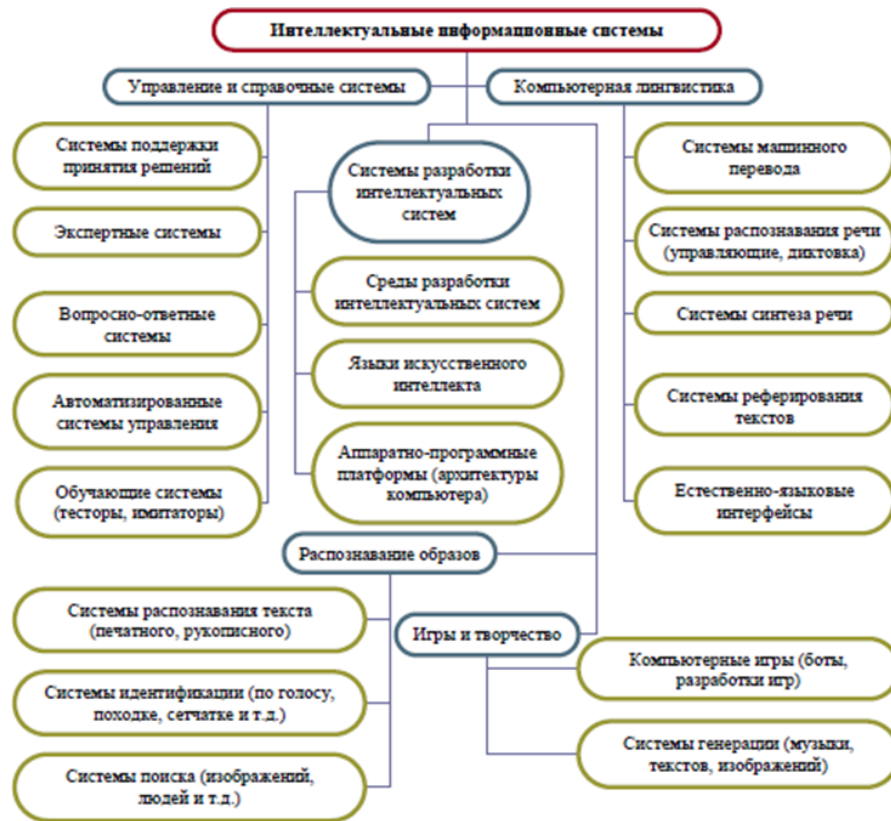 Интеллектуальные информационные системы
Управление и справочные системы
Компьютерная лингвистика
Системы поддержки
принятия решений
Экспертные системы
Вопросно-ответные
системы
Автоматизированные
системы управления
Обучающие системы
(тесторы, имитаторы)
Системы разработки
интеллектуальных
систем
Среды разработки
интеллектуальных систем
Языки искусственного
интеллекта
Аппаратно-программные
платформы (архитектуры
компьютера)
Системы машинного
перевода
Системы распознавания речи
(управляющие, диктовка)
Системы синтеза речи
Системы реферирования
текстов
Естественно-языковые
интерфейсы
Распознавание образов
Системы распознавания текста
(печатного, рукописного)
Системы идентификации (по голосу,
походке, сетчатке и т.д.)
Системы поиска (изображений,
людей и т.д.)
Игры и творчество
Компьютерные игры (боты,
разработки игр)
Системы генерации (музыки,
текстов, изображений)